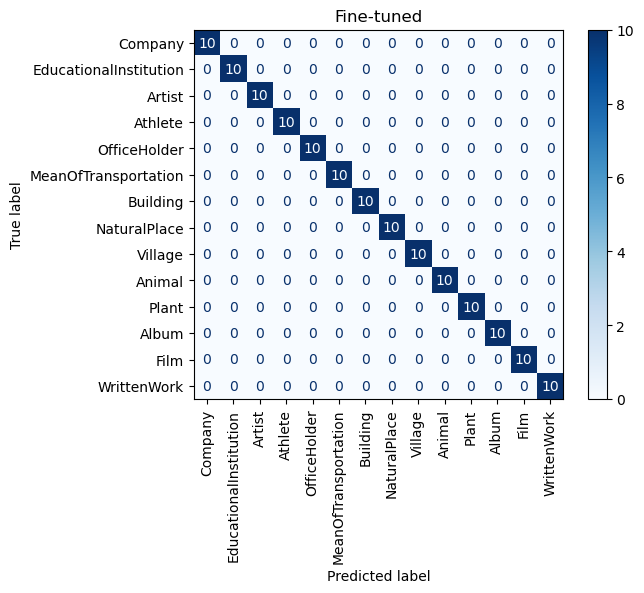 Fine-tuned
Company 10 0 0 0 0 0 0 0 0 0 0 0 0 0 10
EducationalInstitution 0 10 0 0 0 0 0 0 0 0 0 0 0 0
Artist 0 0 10 0 0 0 0 0 0 0 0 0 0 0
Athlete 0 0 0 10 0 0 0 0 0 0 0 0 0 0 8
OfficeHolder 0 0 0 0 10 0 0 0 0 0 0 0 0 0
MeanOfTransportation 0 0 0 0 0 10 0 0 0 0 0 0 0 0
Building 0 0 0 0 0 0 10 0 0 0 0 0 0 0 6
True label
NaturalPlace 0 0 0 0 0 0 0 10 0 0 0 0 0 0
Village 0 0 0 0 0 0 0 0 10 0 0 0 0 0 4
Animal 0 0 0 0 0 0 0 0 0 10 0 0 0 0
Plant 0 0 0 0 0 0 0 0 0 0 10 0 0 0
Album 0 0 0 0 0 0 0 0 0 0 0 10 0 0 2
Film 0 0 0 0 0 0 0 0 0 0 0 0 10 0
WrittenWork 0 0 0 0 0 0 0 0 0 0 0 0 0 10 0
Company
EducationalInstitution
Artist
Athlete
OfficeHolder
MeanOfTransportation
Building
NaturalPlace
Village
Animal
Plant
Album
Film
WrittenWork
Predicted label